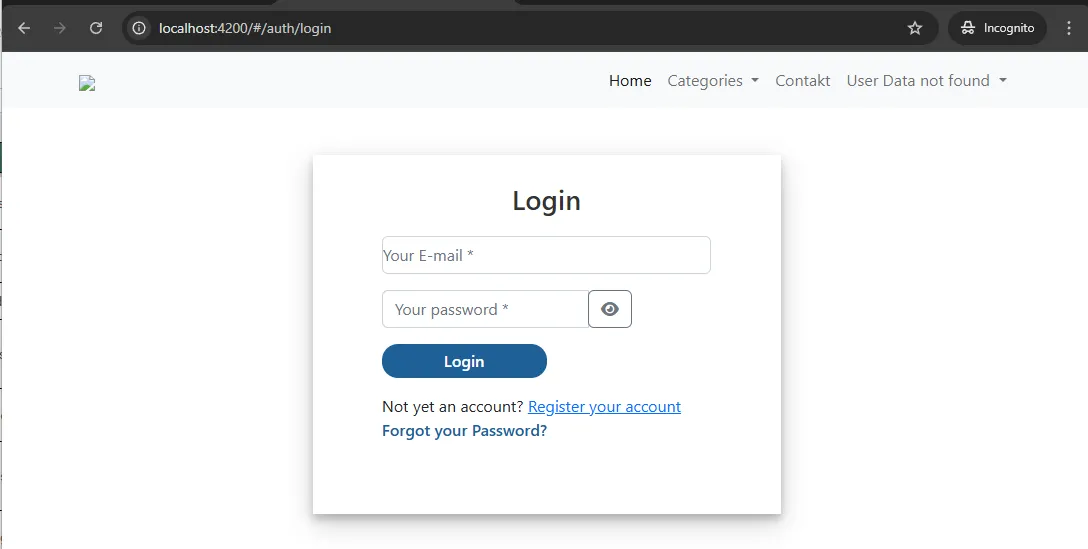 localhost:4200/#/auth/login
Incognito
Home Categories Contakt User Data not found
Login
Your E-mail *
Your password *
Login
Not yet an account? Register your account
Forgot your Password?